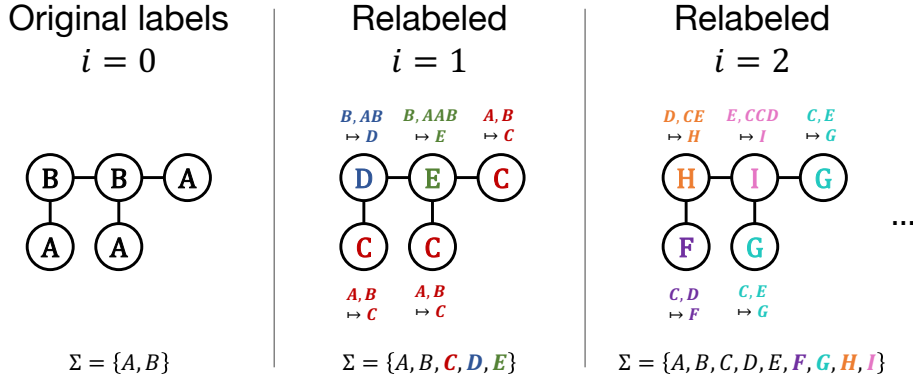 Original labels
i = 0
B B A
A A
Σ = {A, B}
Relabeled
i = 1
B, AB
↦ D
B, AAB
↦ E
A, B
↦ C
D E C
C C
A, B
↦ C
A, B
↦ C
Σ = {A, B, C, D, E}
Relabeled
i = 2
D, CE
↦ H
E, CCD
↦ I
C, E
↦ G
H I G
F G
C, D
↦ F
C, E
↦ G
Σ = {A, B, C, D, E, F, G, H, I}
...